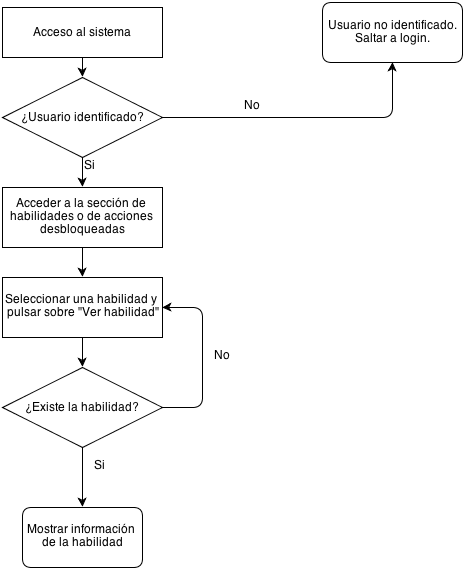 Acceso al sistema
Usuario no identificado.
Saltar a login.
¿Usuario identificado?
No
Si
Acceder a la sección de
habilidades o de acciones
desbloqueadas
Seleccionar una habilidad y
pulsar sobre "Ver habilidad"
No
¿Existe la habilidad?
Si
Mostrar información
de la habilidad